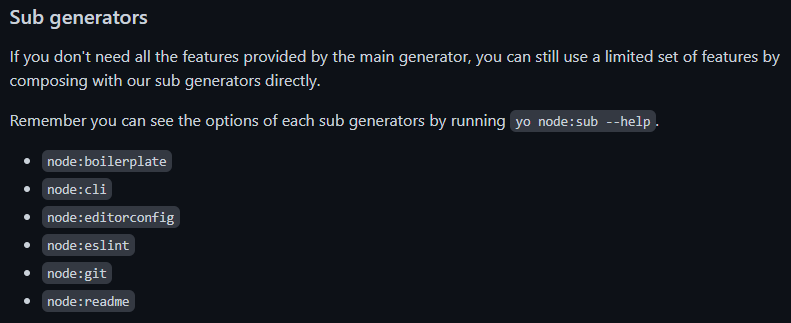 Sub generators
If you don't need all the features provided by the main generator, you can still use a limited set of features by
composing with our sub generators directly.
Remember you can see the options of each sub generators by running yo node:sub --help.
node:boilerplate
node:cli
node:editorconfig
node:eslint
node:git
node:readme